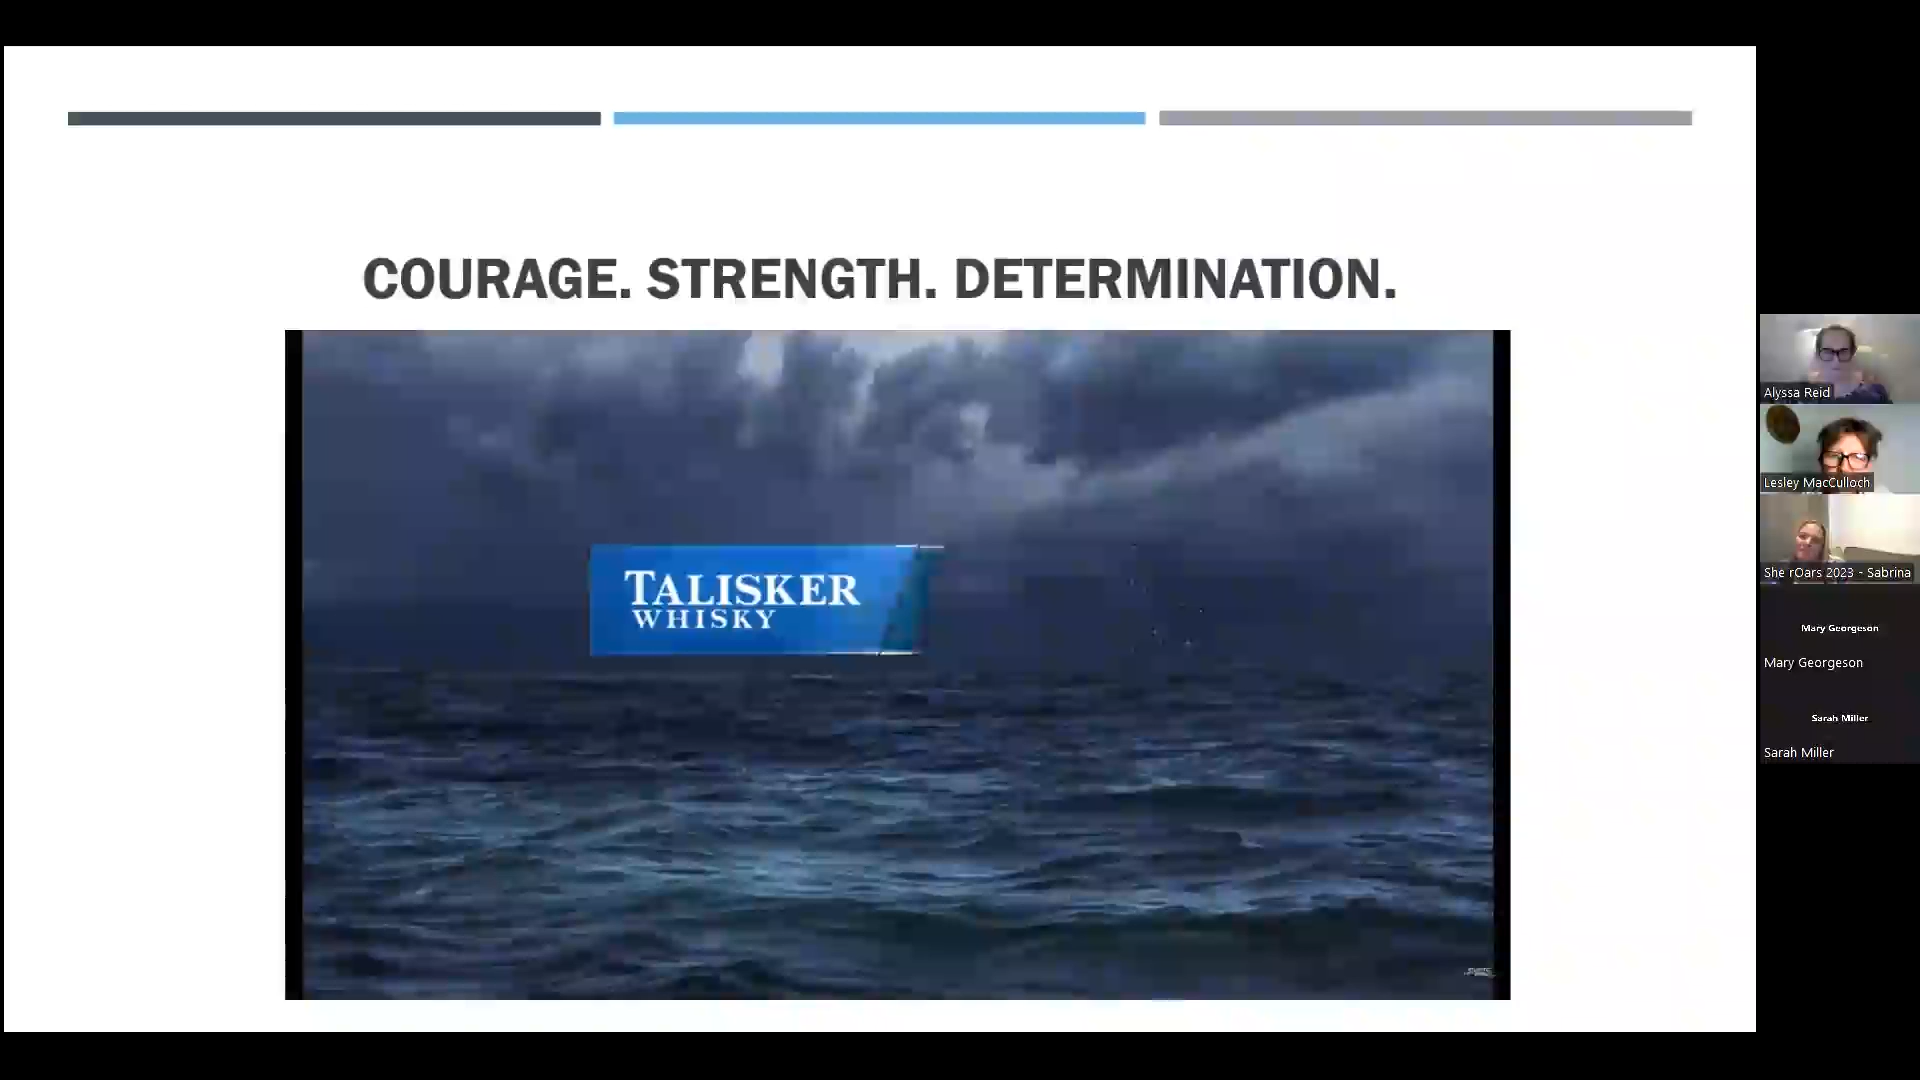 COURAGE. STRENGTH. DETERMINATION.
TALISKER
WHISKY
Alyssa Reid
Lesley MacCulloch
She rOars 2023 - Sabrina
Mary Georgeson
Mary Georgeson
Sarah Miller
Sarah Miller